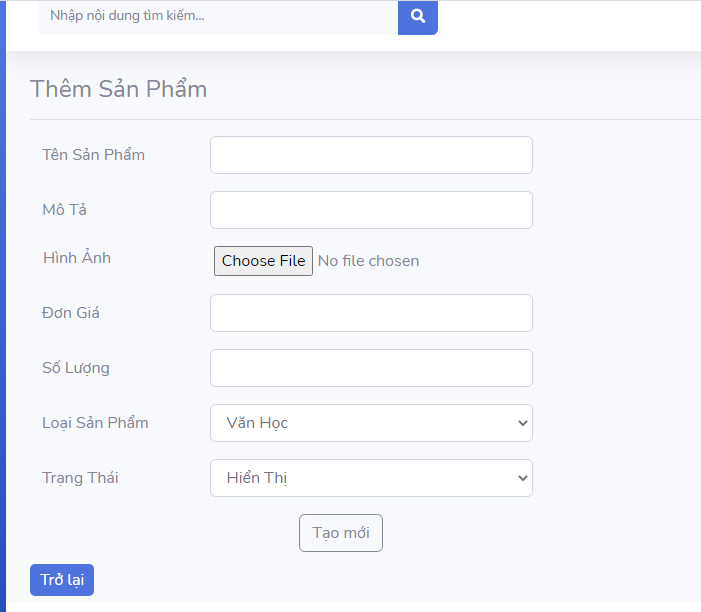 Nhập nội dung tìm kiếm...
Thêm Sản Phẩm
Tên Sản Phẩm
Mô Tả
Hình Ảnh
Choose File No file chosen
Đơn Giá
Số Lượng
Loại Sản Phẩm
Văn Học
Trạng Thái
Hiển Thị
Tạo mới
Trở lại